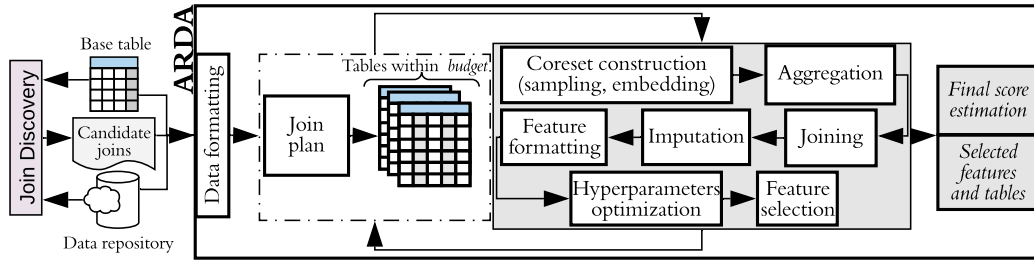 Base table
Join Discovery
Candidate
joins
Data repository
ARDA
Data formatting
Join
plan
Tables within budget
Coreset construction
(sampling, embedding)
Aggregation
Feature
formatting
Imputation
Joining
Hyperparameters
optimization
Feature
selection
Final score
estimation
Selected
features
and tables